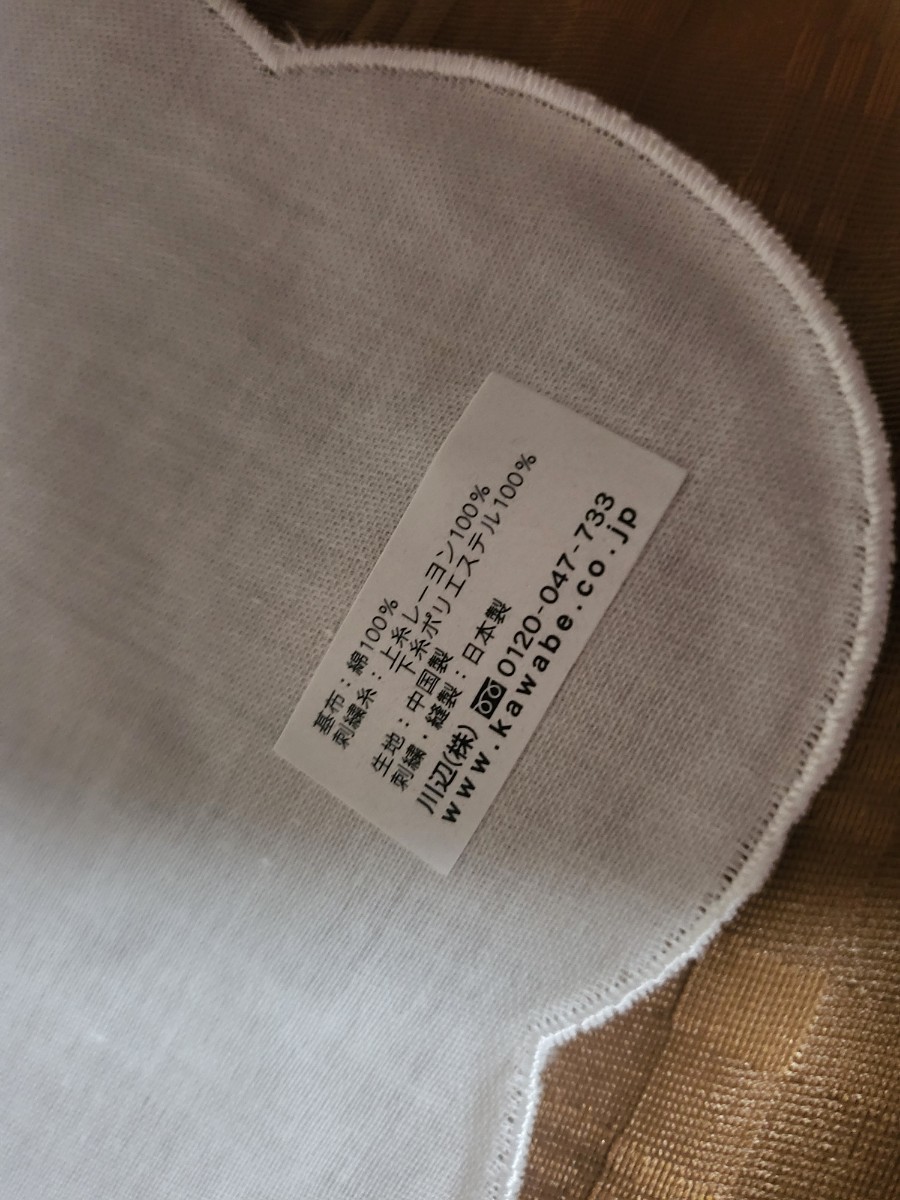 基布：綿100%
刺繍糸：上糸レーヨン100%
下糸ポリエステル100%
生地：中国製
刺繍・縫製：日本製
川辺(株) 0120-047-733
www.kawabe.co.jp